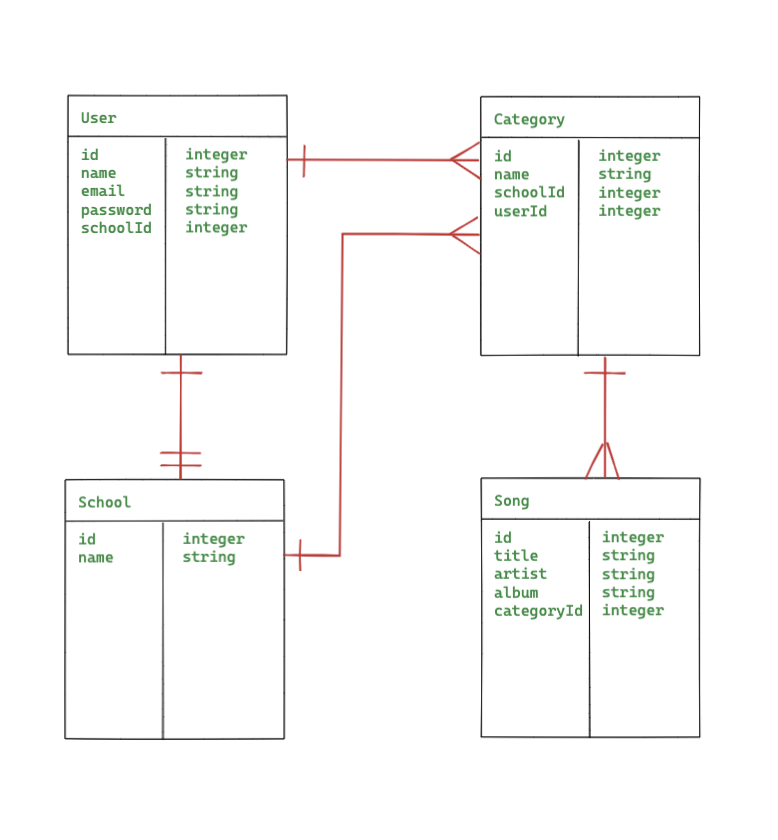 User
id integer
name string
email string
password string
schoolId integer
Category
id integer
name string
schoolId integer
userId integer
School
id integer
name string
Song
id integer
title string
artist string
album string
categoryId integer